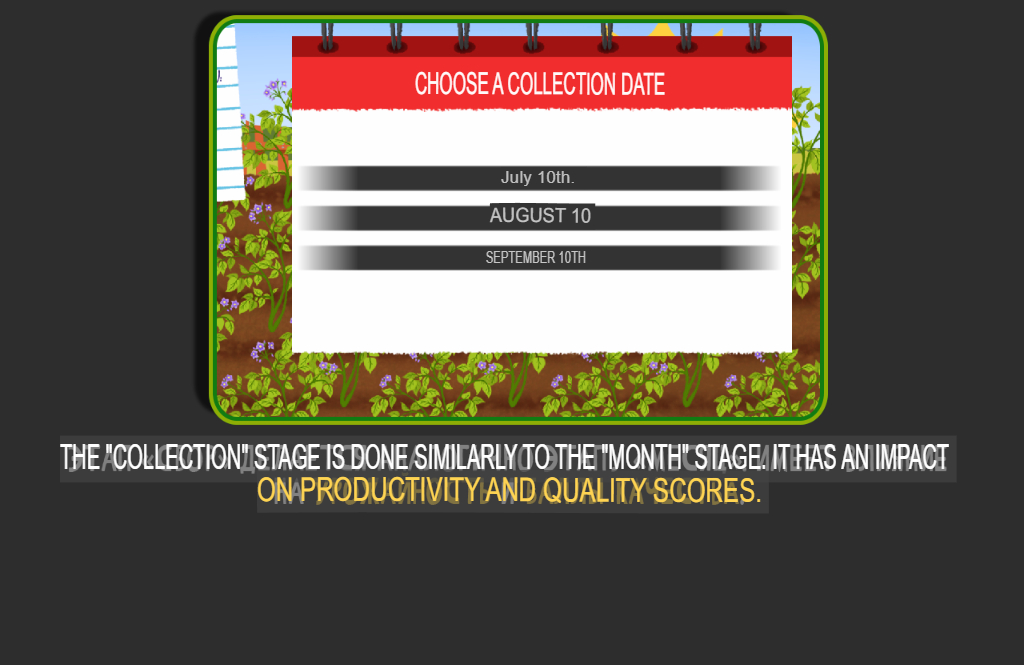 CHOOSE A COLLECTION DATE
July 10th.
AUGUST 10
SEPTEMBER 10TH
THE "COLLECTION" STAGE IS DONE SIMILARLY TO THE "MONTH" STAGE. IT HAS AN IMPACT
ON PRODUCTIVITY AND QUALITY SCORES.